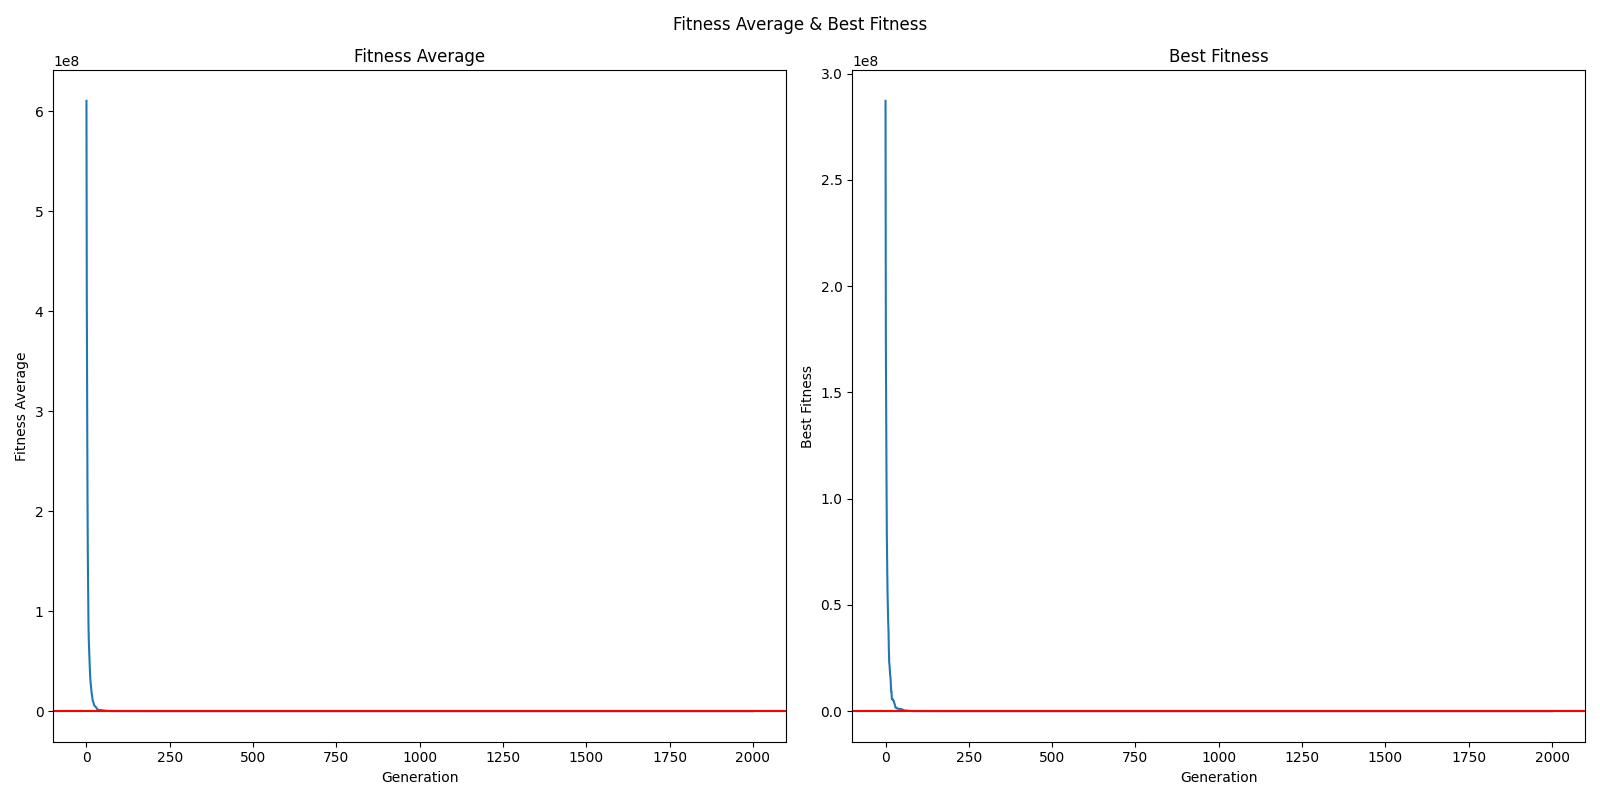 Fitness Average & Best Fitness
Fitness Average
1e8
6
5
4
3
2
1
0
Fitness Average
0 250 500 750 1000 1250 1500 1750 2000
Generation
Best Fitness
1e8
3.0
2.5
2.0
1.5
1.0
0.5
0.0
Best Fitness
0 250 500 750 1000 1250 1500 1750 2000
Generation